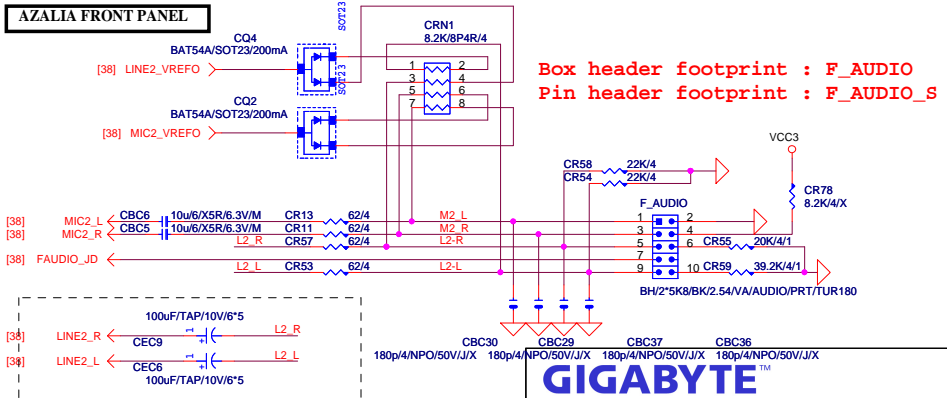 AZALIA FRONT PANEL
SOT23
CQ4
BAT54A/SOT23/200mA
[38] LINE2_VREFO
SOT23
CRN1
8.2K/8P4R/4
1 2
3 4
5 6
7 8
Box header footprint : F_AUDIO
Pin header footprint : F_AUDIO_S
CQ2
BAT54A/SOT23/200mA
[38] MIC2_VREFO
VCC3
CR58 22K/4
CR54 22K/4
CR78
8.2K/4/X
F_AUDIO
[38] MIC2_L CBC6 10u/6/X5R/6.3V/M CR13 62/4 M2_L 1 2
[38] MIC2_R CBC5 10u/6/X5R/6.3V/M CR11 62/4 M2_R 3 4
L2_R CR57 62/4 L2-R 5 6 CR55 20K/4/1
[38] FAUDIO_JD 7
L2_L CR53 62/4 L2-L 9 10 CR59 39.2K/4/1
BH/2*5K8/BK/2.54/VA/AUDIO/PRT/TUR180
100uF/TAP/10V/6*5
[38] LINE2_R 1 + L2_R
CEC9
[38] LINE2_L 1 + L2_L
CEC6
100uF/TAP/10V/6*5
CBC30 CBC29 CBC37 CBC36
180p/4/NPO/50V/J/X 180p/4/NPO/50V/J/X 180p/4/NPO/50V/J/X 180p/4/NPO/50V/J/X
GIGABYTE™